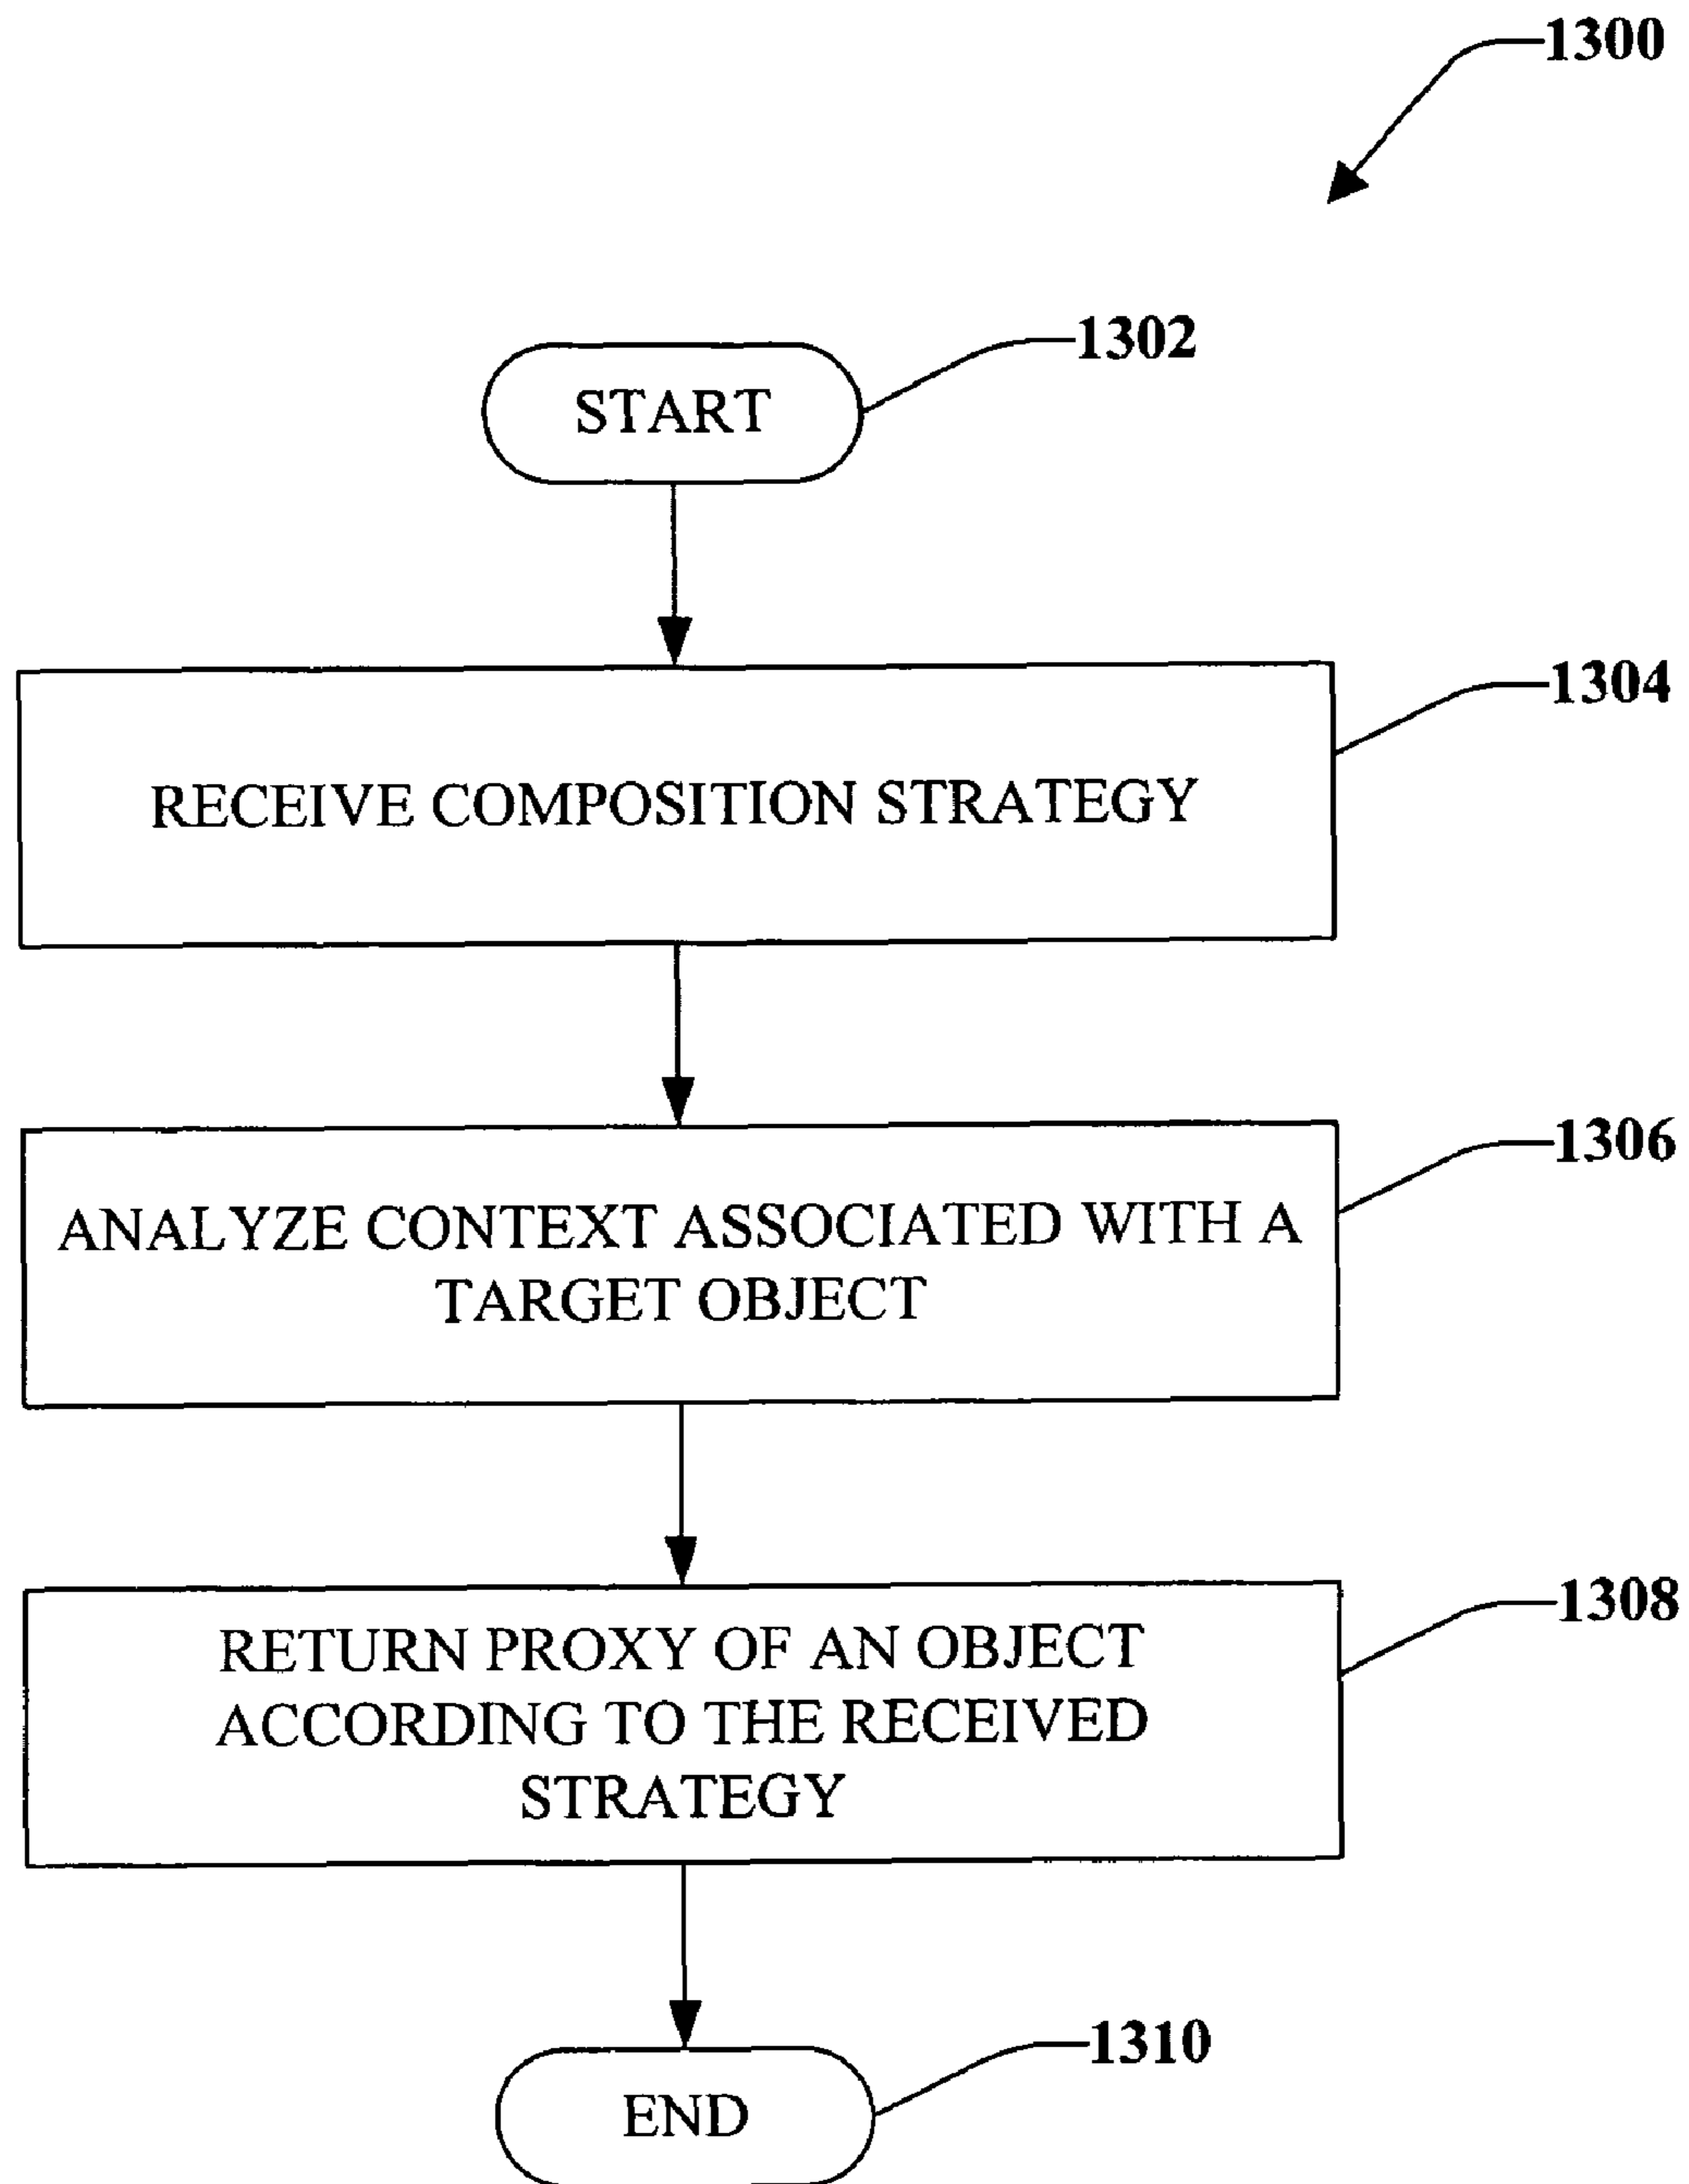 1300
1302
START
1304
RECEIVE COMPOSITION STRATEGY
1306
ANALYZE CONTEXT ASSOCIATED WITH A
TARGET OBJECT
1308
RETURN PROXY OF AN OBJECT
ACCORDING TO THE RECEIVED
STRATEGY
1310
END